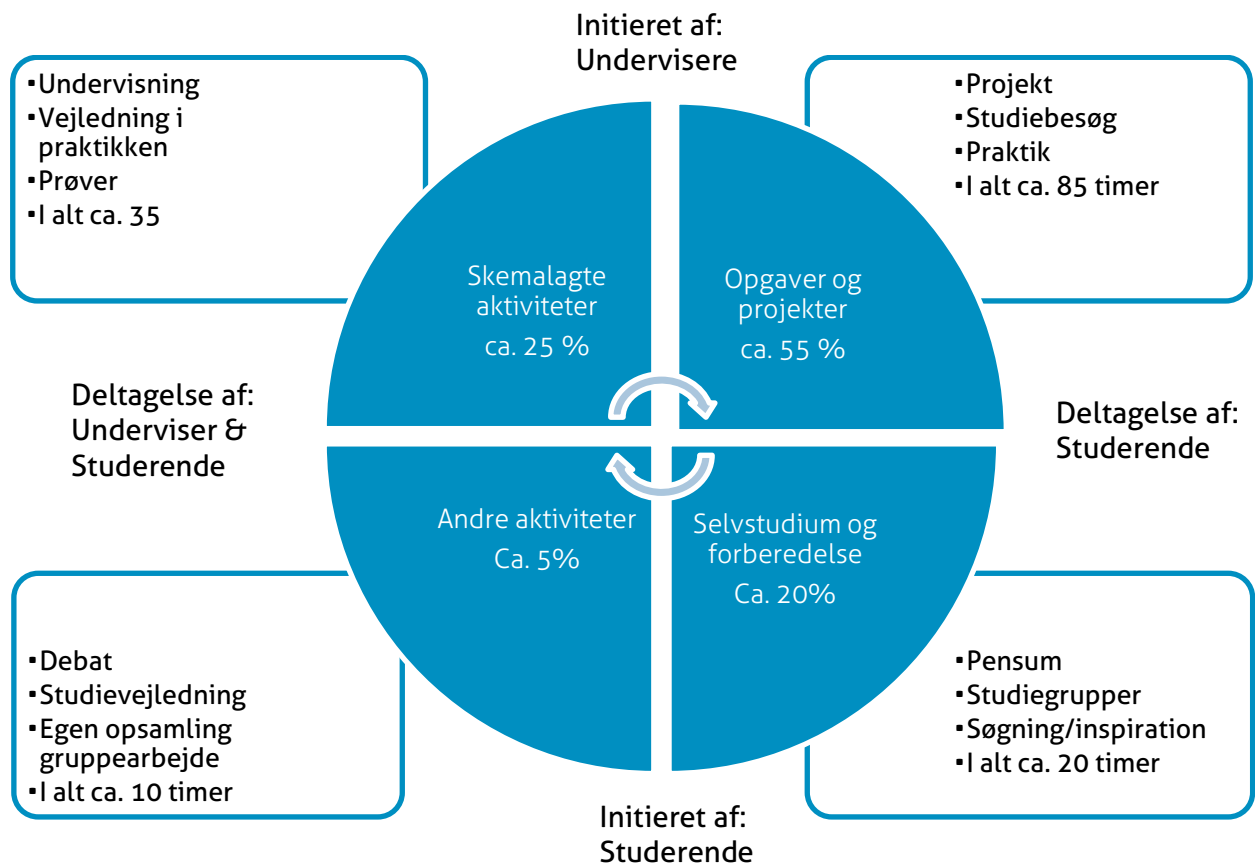 Initieret af:
Undervisere
▪Undervisning
▪Vejledning i
praktikken
▪Prøver
▪I alt ca. 35
▪Projekt
▪Studiebesøg
▪Praktik
▪I alt ca. 85 timer
Skemalagte
aktiviteter
ca. 25 %
Opgaver og
projekter
ca. 55 %
Deltagelse af:
Underviser &
Studerende
Deltagelse af:
Studerende
Andre aktiviteter
Ca. 5%
Selvstudium og
forberedelse
Ca. 20%
▪Debat
▪Studievejledning
▪Egen opsamling
gruppearbejde
▪I alt ca. 10 timer
▪Pensum
▪Studiegrupper
▪Søgning/inspiration
▪I alt ca. 20 timer
Initieret af:
Studerende